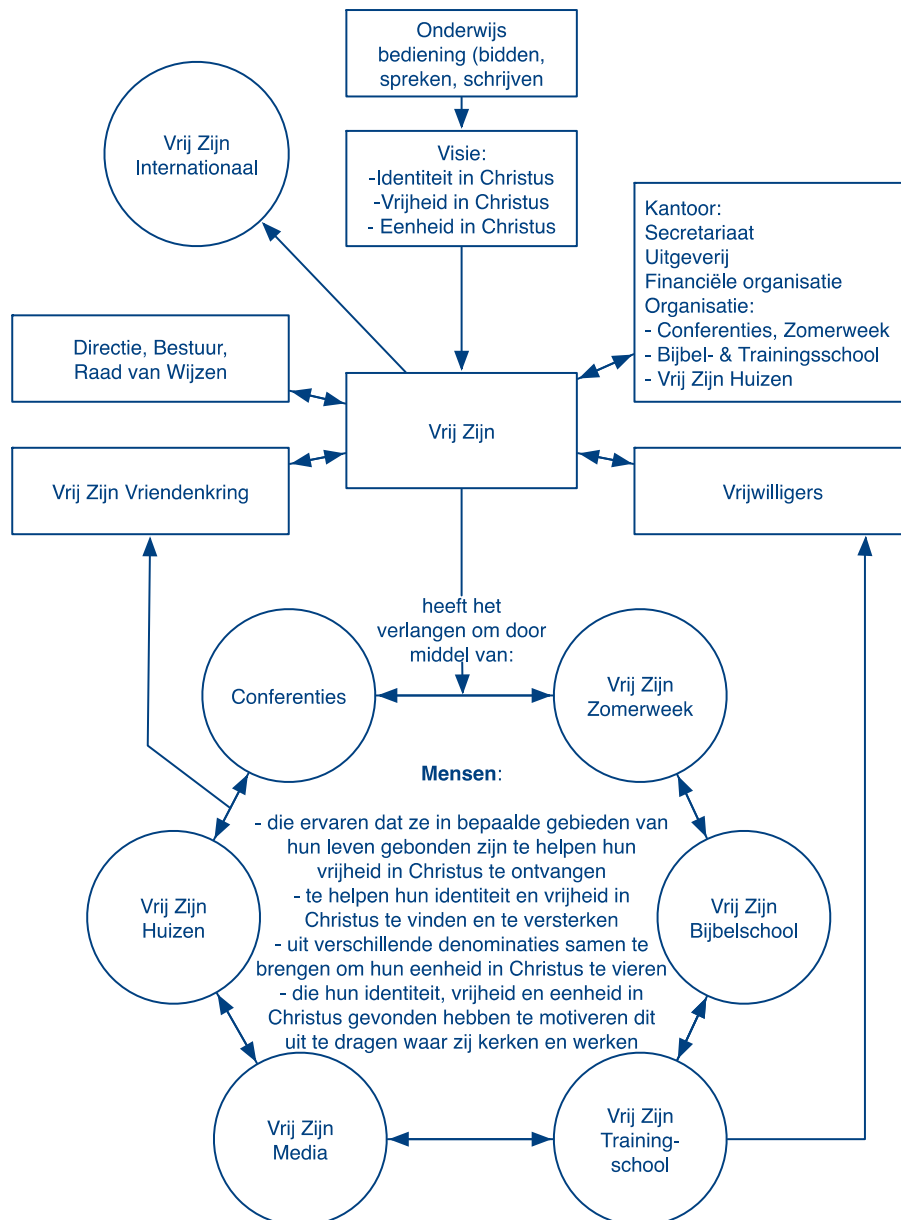 Onderwijs
bediening (bidden,
spreken, schrijven
Vrij Zijn
Internationaal
Visie:
-Identiteit in Christus
-Vrijheid in Christus
- Eenheid in Christus
Kantoor:
Secretariaat
Uitgeverij
Financiële organisatie
Organisatie:
- Conferenties, Zomerweek
- Bijbel- & Trainingsschool
- Vrij Zijn Huizen
Directie, Bestuur,
Raad van Wijzen
Vrij Zijn
Vrij Zijn Vriendenkring
Vrijwilligers
heeft het
verlangen om door
middel van:
Conferenties
Vrij Zijn
Zomerweek
Mensen:
- die ervaren dat ze in bepaalde gebieden van
hun leven gebonden zijn te helpen hun
vrijheid in Christus te ontvangen
- te helpen hun identiteit en vrijheid in
Christus te vinden en te versterken
- uit verschillende denominaties samen te
brengen om hun eenheid in Christus te vieren
- die hun identiteit, vrijheid en eenheid in
Christus gevonden hebben te motiveren dit
uit te dragen waar zij kerken en werken
Vrij Zijn
Huizen
Vrij Zijn
Bijbelschool
Vrij Zijn
Media
Vrij Zijn
Training-
school